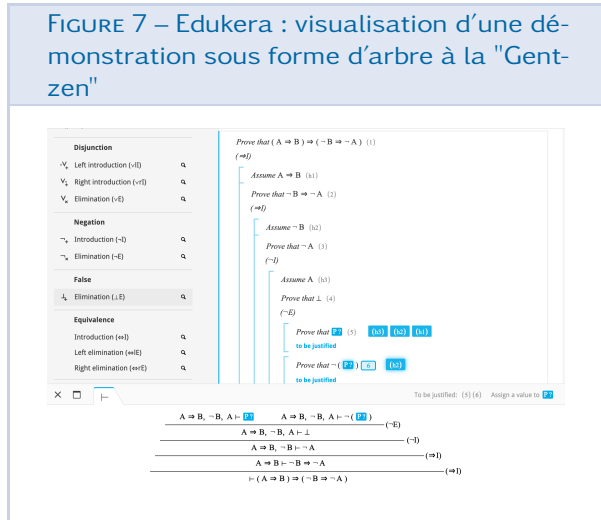 FIGURE 7 – Edukera : visualisation d'une dé-
monstration sous forme d'arbre à la "Gent-
zen"
Disjunction
Left introduction (∨lI)
Right introduction (∨rI)
Elimination (∨E)
Negation
Introduction (¬I)
Elimination (¬E)
False
Elimination (⊥E)
Equivalence
Introduction (⇔I)
Left elimination (⇔lE)
Right elimination (⇔rE)
Prove that ( A ⇒ B ) ⇒ ( ¬ B ⇒ ¬ A ) (1)
(⇒I)
Assume A ⇒ B (h1)
Prove that ¬ B ⇒ ¬ A (2)
(⇒I)
Assume ¬ B (h2)
Prove that ¬ A (3)
(¬I)
Assume A (h3)
Prove that ⊥ (4)
(¬E)
Prove that P? (5) (h3) (h2) (h1)
to be justified
Prove that ¬ ( P? ) 6 (h2)
to be justified
To be justified: (5) (6) Assign a value to P?
A ⇒ B, ¬ B, A ⊢ P? A ⇒ B, ¬ B, A ⊢ ¬ ( P? )
(¬E)
A ⇒ B, ¬ B, A ⊢ ⊥
(¬I)
A ⇒ B, ¬ B ⊢ ¬ A
(⇒I)
A ⇒ B ⊢ ¬ B ⇒ ¬ A
(⇒I)
⊢ ( A ⇒ B ) ⇒ ( ¬ B ⇒ ¬ A )